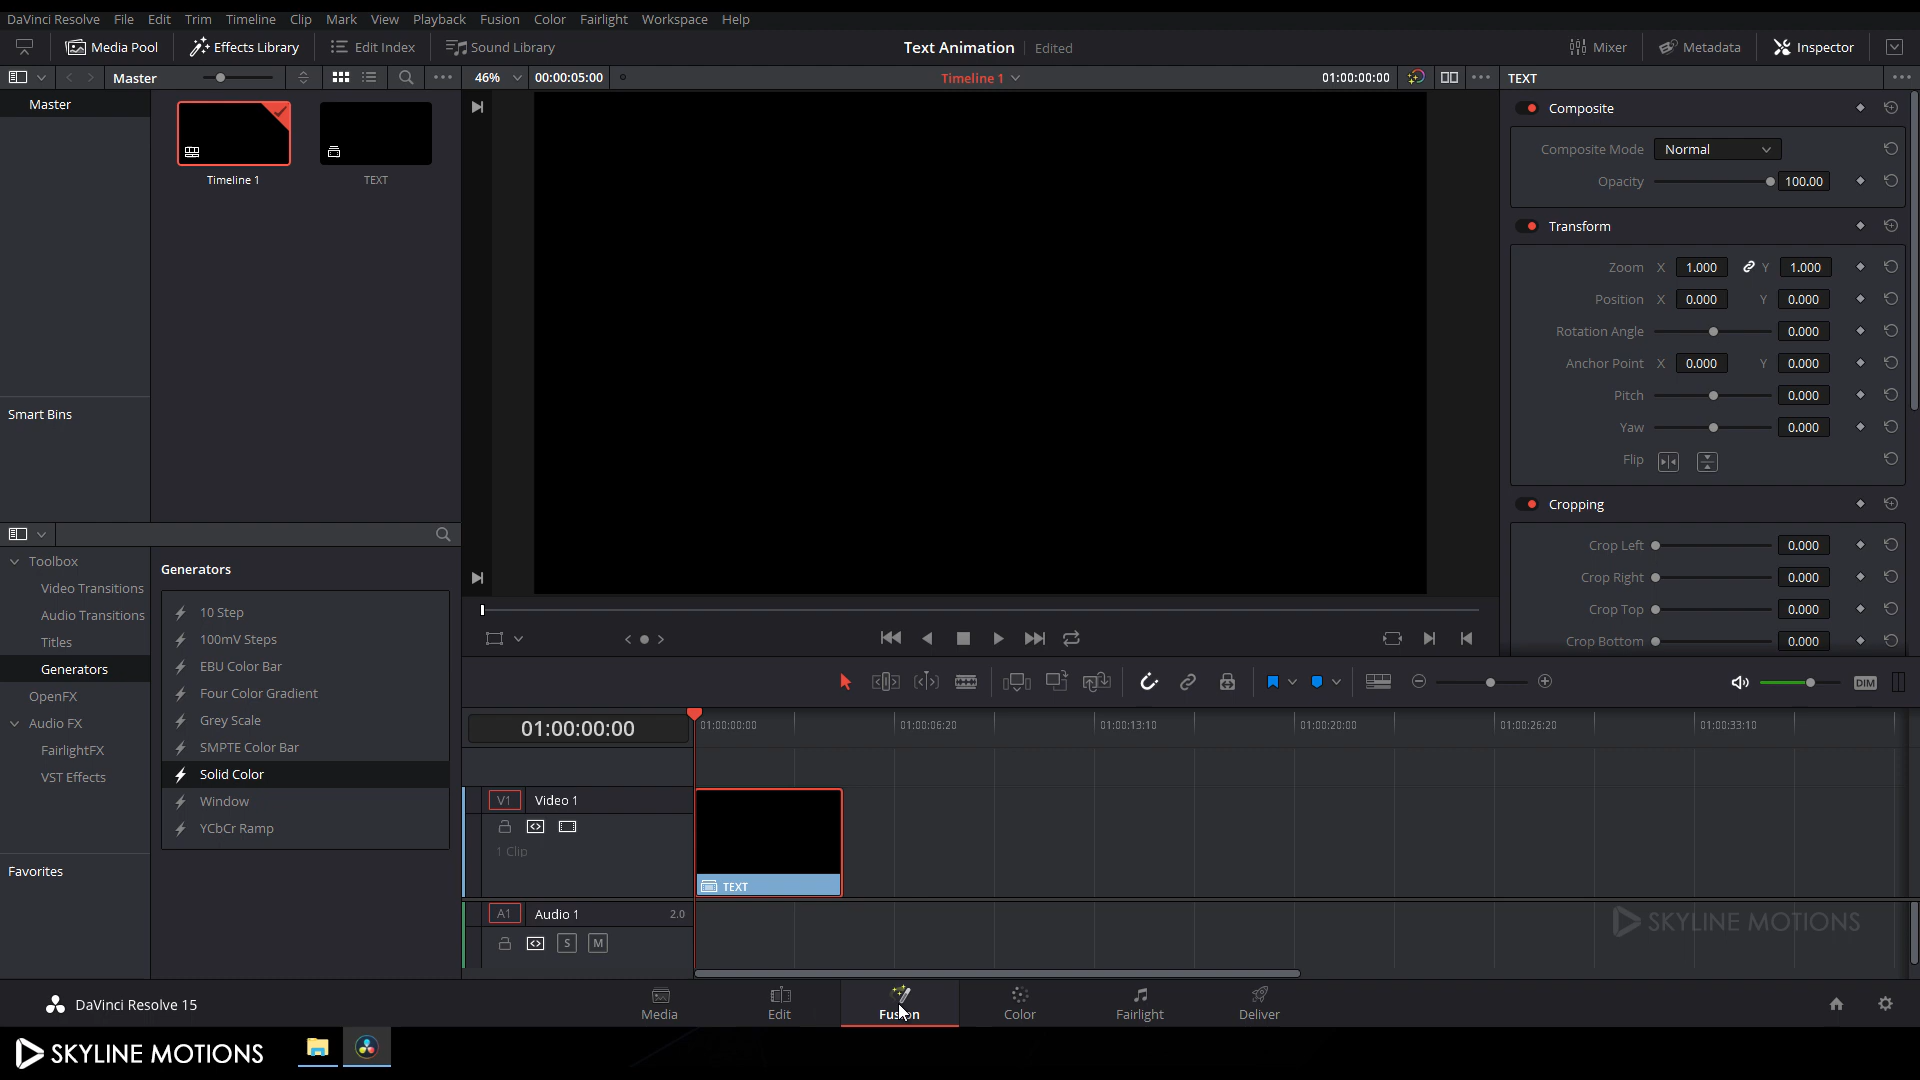 DaVinci Resolve File Edit Trim Timeline Clip Mark View Playback Fusion Color Fairlight Workspace Help
Media Pool Effects Library Edit Index Sound Library Text Animation Edited Mixer Metadata Inspector
Master 46% 00:00:05:00 Timeline 1 01:00:00:00 TEXT
Master
Timeline 1
TEXT
Smart Bins
Composite
Composite Mode Normal
Opacity 100.00
Transform
Zoom X 1.000 Y 1.000
Position X 0.000 Y 0.000
Rotation Angle 0.000
Anchor Point X 0.000 Y 0.000
Pitch 0.000
Yaw 0.000
Flip
Cropping
Crop Left 0.000
Crop Right 0.000
Crop Top 0.000
Crop Bottom 0.000
Toolbox
Video Transitions
Audio Transitions
Titles
Generators
OpenFX
Audio FX
FairlightFX
VST Effects
Favorites
Generators
10 Step
100mV Steps
EBU Color Bar
Four Color Gradient
Grey Scale
SMPTE Color Bar
Solid Color
Window
YCbCr Ramp
DIM
01:00:00:00 01:00:00:00 01:00:06:20 01:00:13:10 01:00:20:00 01:00:26:20 01:00:33:10
V1 Video 1
1 Clip
TEXT
A1 Audio 1 2.0
S M
SKYLINE MOTIONS
DaVinci Resolve 15 Media Edit Fusion Color Fairlight Deliver
SKYLINE MOTIONS